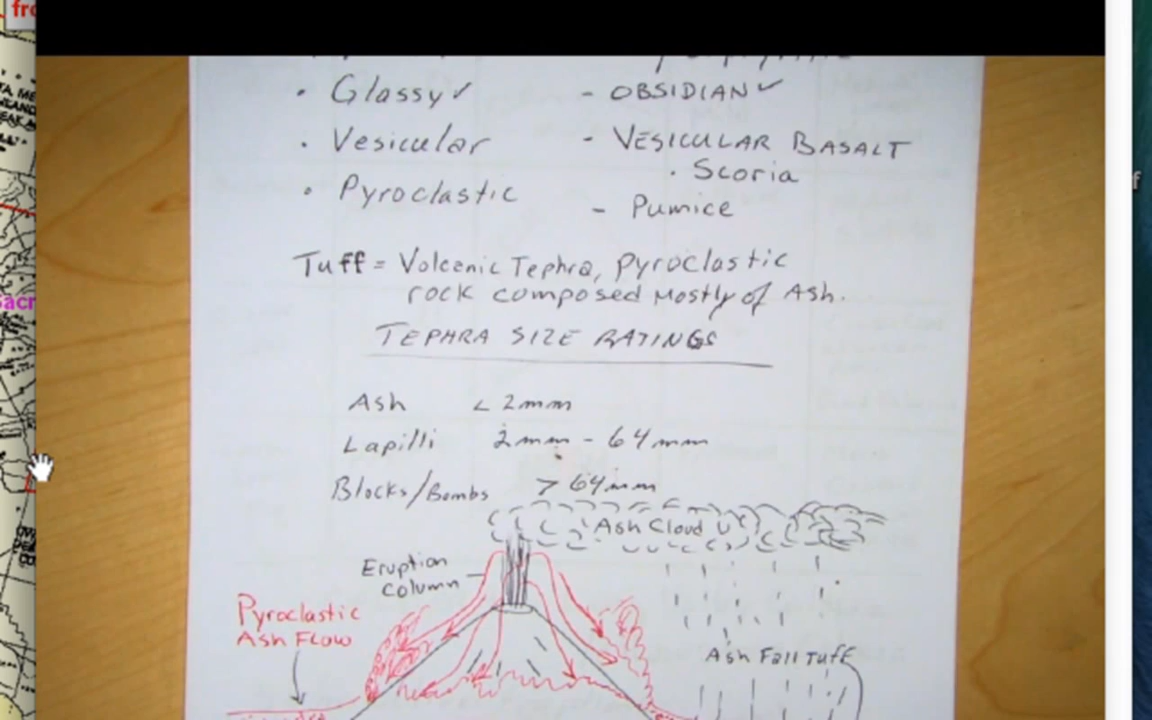 fro
· Glassy ✓ - OBSIDIAN ✓
· Vesicular - VESICULAR BASALT
· Scoria
· Pyroclastic - Pumice
Tuff = Volcanic Tephra, Pyroclastic
rock composed Mostly of Ash.
TEPHRA SIZE RATINGS
Ash < 2mm
Lapilli 2mm - 64mm
Blocks/Bombs > 64mm
Ash Cloud
Eruption
Column
Pyroclastic
Ash Flow
Ash Fall Tuff
Sacr
f